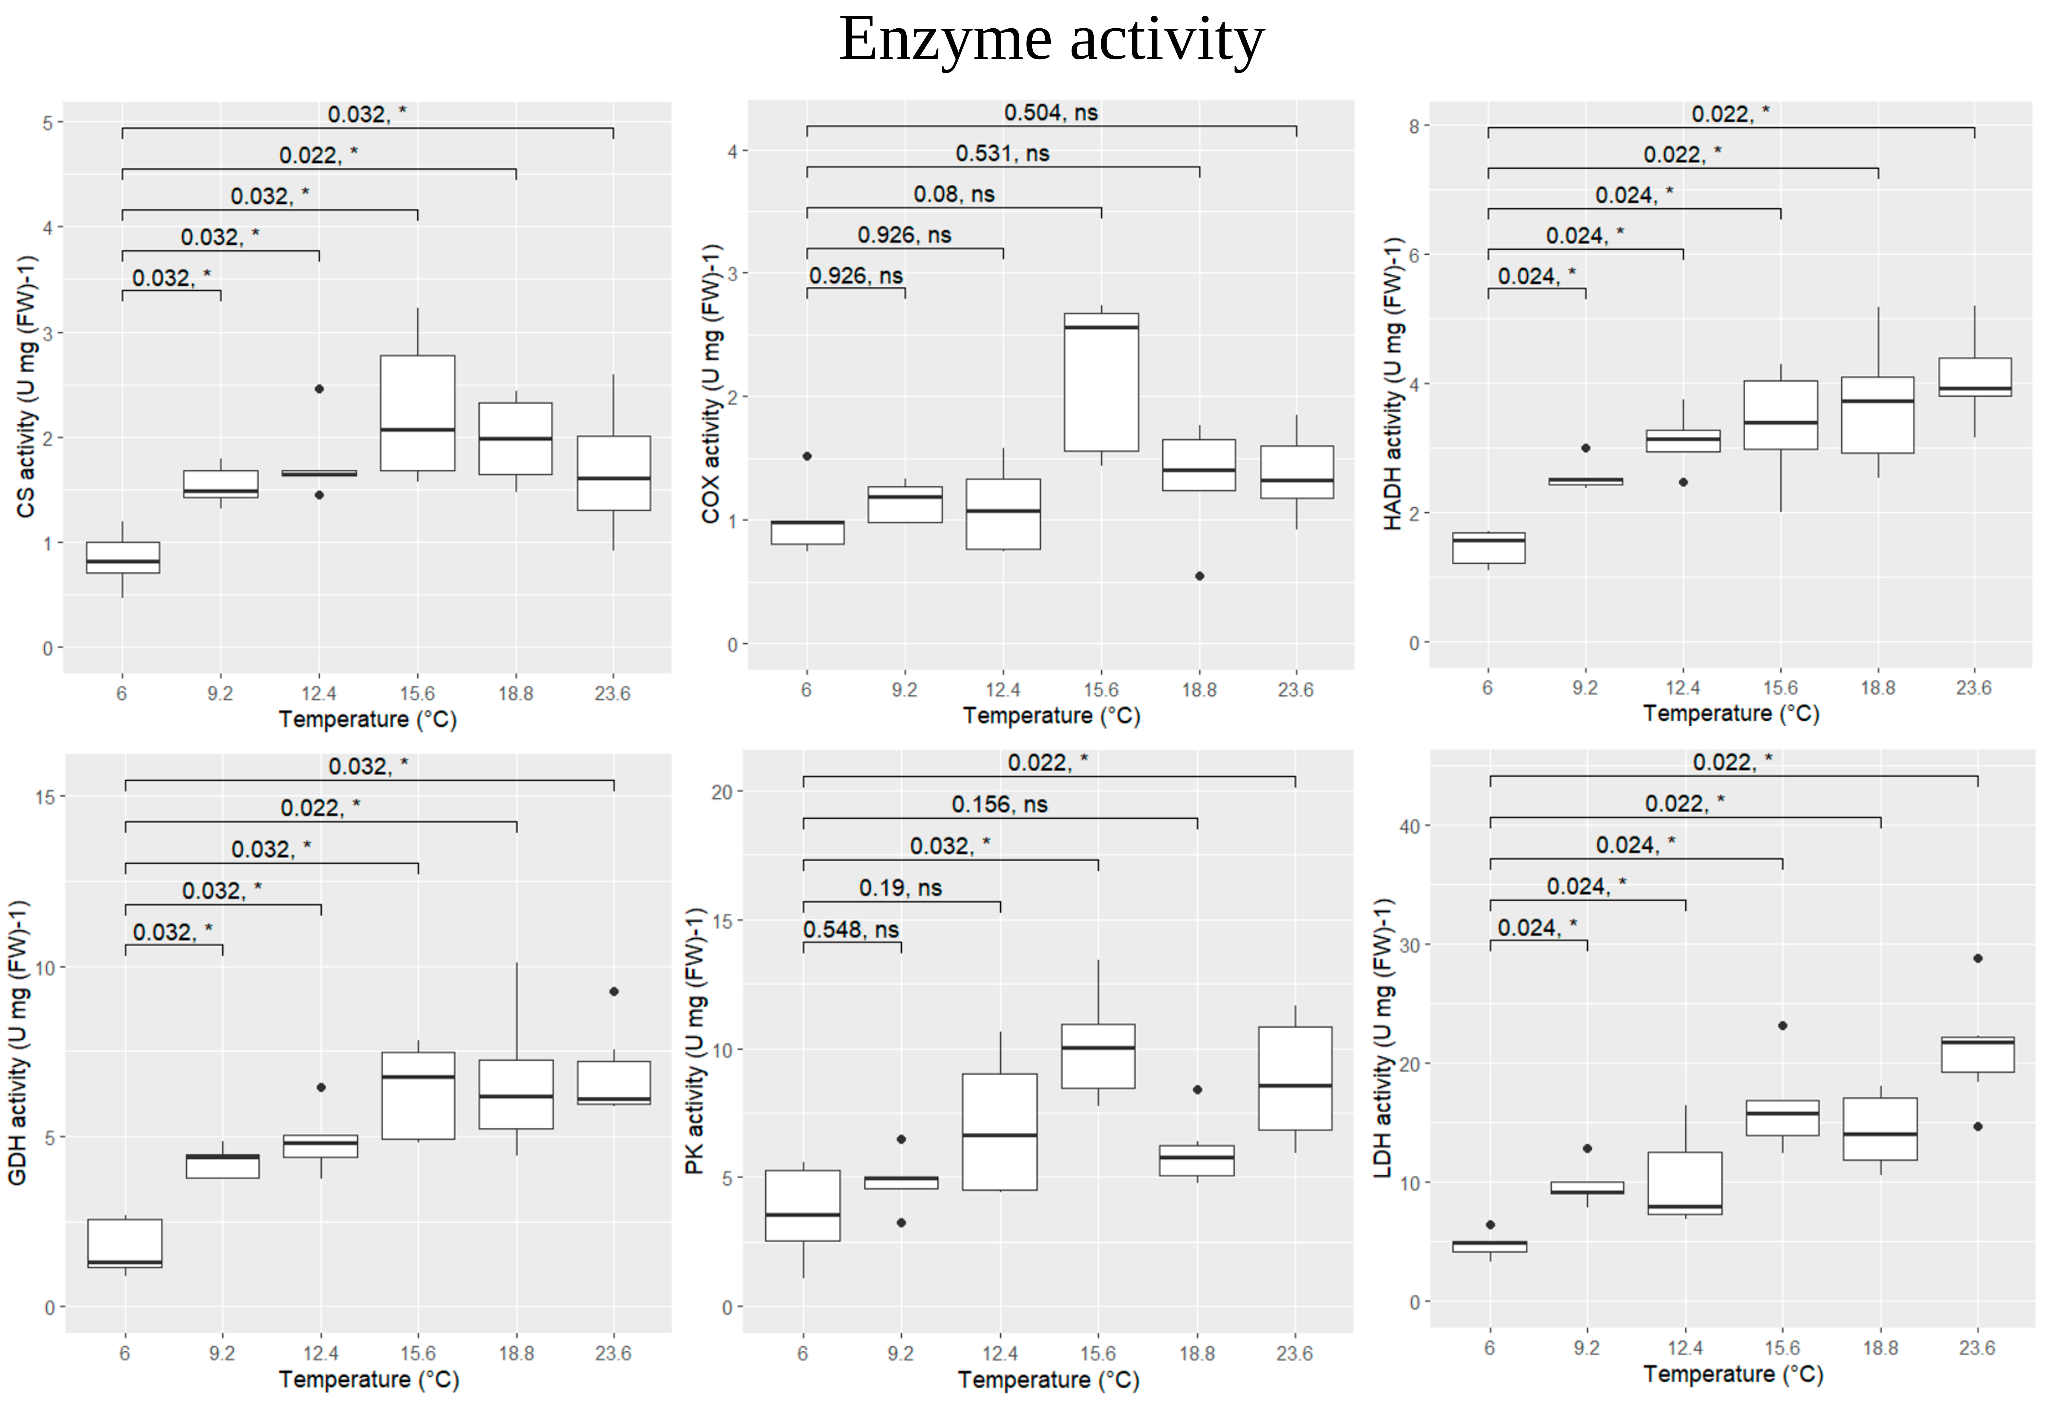 Enzyme activity
CS activity (U mg (FW)-1)
5
4
3
2
1
0
0.032, *
0.022, *
0.032, *
0.032, *
0.032, *
6 9.2 12.4 15.6 18.8 23.6
Temperature (°C)
COX activity (U mg (FW)-1)
4
3
2
1
0
0.504, ns
0.531, ns
0.08, ns
0.926, ns
0.926, ns
6 9.2 12.4 15.6 18.8 23.6
Temperature (°C)
HADH activity (U mg (FW)-1)
8
6
4
2
0
0.022, *
0.022, *
0.024, *
0.024, *
0.024, *
6 9.2 12.4 15.6 18.8 23.6
Temperature (°C)
GDH activity (U mg (FW)-1)
15
10
5
0
0.032, *
0.022, *
0.032, *
0.032, *
0.032, *
6 9.2 12.4 15.6 18.8 23.6
Temperature (°C)
PK activity (U mg (FW)-1)
20
15
10
5
0
0.022, *
0.156, ns
0.032, *
0.19, ns
0.548, ns
6 9.2 12.4 15.6 18.8 23.6
Temperature (°C)
LDH activity (U mg (FW)-1)
40
30
20
10
0
0.022, *
0.022, *
0.024, *
0.024, *
0.024, *
6 9.2 12.4 15.6 18.8 23.6
Temperature (°C)